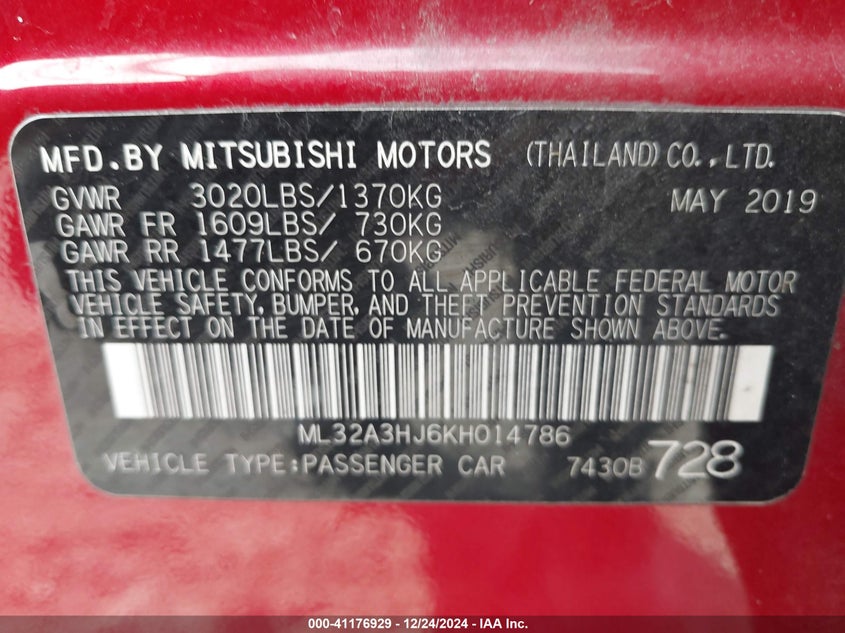 MFD.BY MITSUBISHI MOTORS (THAILAND) CO.,LTD.
GVWR 3020LBS/1370KG MAY 2019
GAWR FR 1609LBS/ 730KG
GAWR RR 1477LBS/ 670KG
THIS VEHICLE CONFORMS TO ALL APPLICABLE FEDERAL MOTOR
VEHICLE SAFETY, BUMPER, AND THEFT PREVENTION STANDARDS
IN EFFECT ON THE DATE OF MANUFACTURE SHOWN ABOVE.
ML32A3HJ6KH014786
VEHICLE TYPE:PASSENGER CAR 7430B 728
000-41176929 • 12/24/2024 - IAA Inc.